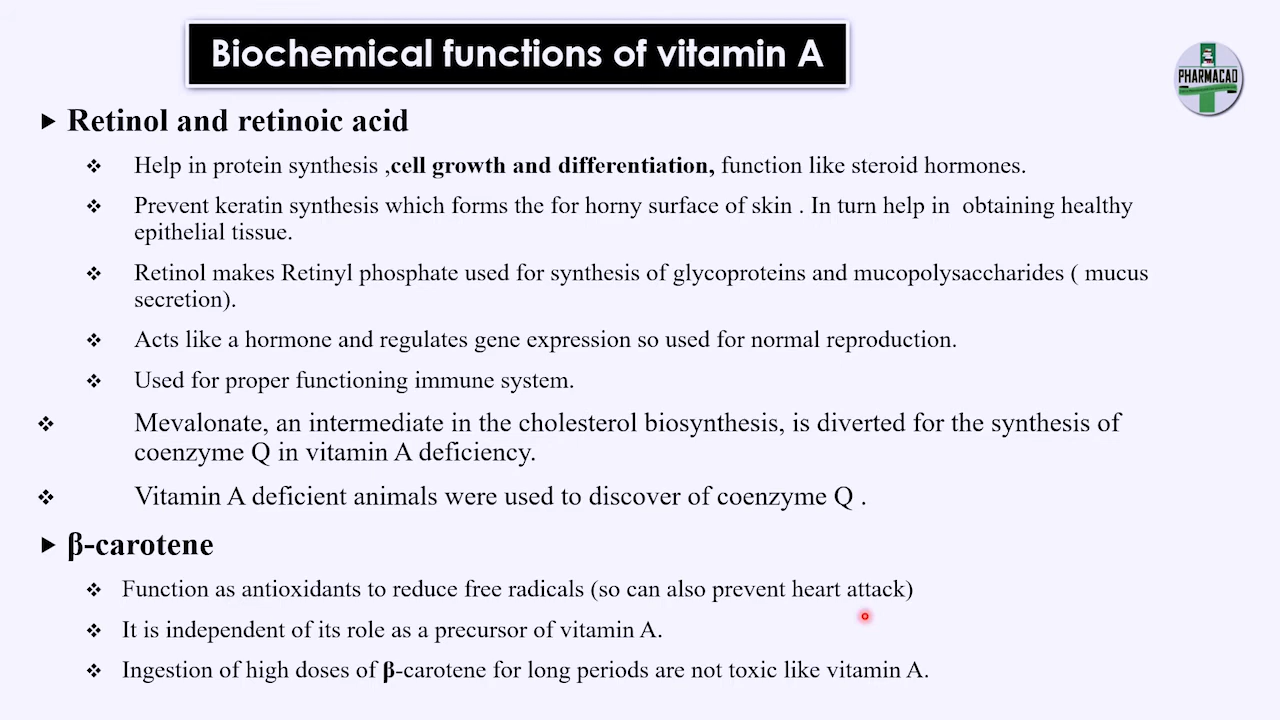 Biochemical functions of vitamin A
PHARMACAD
Retinol and retinoic acid
Help in protein synthesis ,cell growth and differentiation, function like steroid hormones.
Prevent keratin synthesis which forms the for horny surface of skin . In turn help in obtaining healthy
epithelial tissue.
Retinol makes Retinyl phosphate used for synthesis of glycoproteins and mucopolysaccharides ( mucus
secretion).
Acts like a hormone and regulates gene expression so used for normal reproduction.
Used for proper functioning immune system.
Mevalonate, an intermediate in the cholesterol biosynthesis, is diverted for the synthesis of
coenzyme Q in vitamin A deficiency.
Vitamin A deficient animals were used to discover of coenzyme Q .
β-carotene
Function as antioxidants to reduce free radicals (so can also prevent heart attack)
It is independent of its role as a precursor of vitamin A.
Ingestion of high doses of β-carotene for long periods are not toxic like vitamin A.